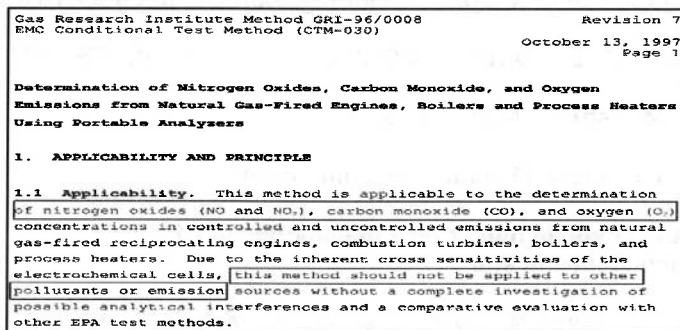 Gas Research Institute Method GRI-96/0008 Revision 7
EMC Conditional Test Method (CTM-030)
October 13, 1997
Page 1
Determination of Nitrogen Oxides, Carbon Monoxide, and Oxygen
Emissions from Natural Gas-Fired Engines, Boilers and Process Heaters
Using Portable Analyzers
1. APPLICABILITY AND PRINCIPLE
1.1 Applicability. This method is applicable to the determination
of nitrogen oxides (NO and NO₂), carbon monoxide (CO), and oxygen (O₂)
concentrations in controlled and uncontrolled emissions from natural
gas-fired reciprocating engines, combustion turbines, boilers, and
process heaters. Due to the inherent cross sensitivities of the
electrochemical cells, this method should not be applied to other
pollutants or emission sources without a complete investigation of
possible analytical interferences and a comparative evaluation with
other EPA test methods.